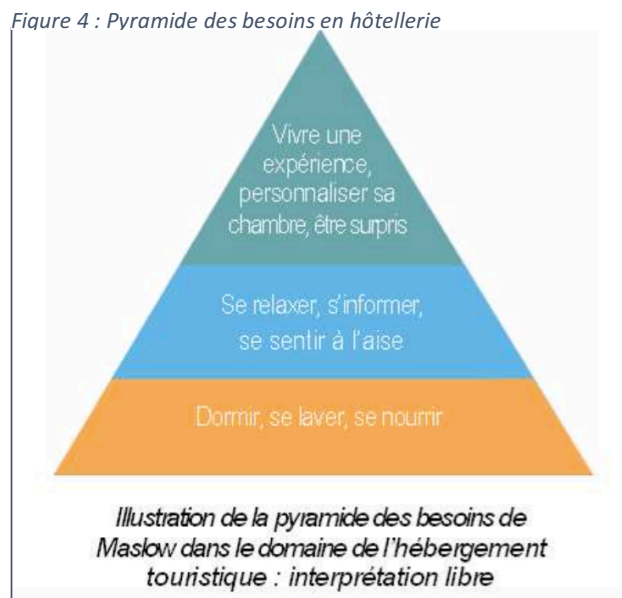 Figure 4 : Pyramide des besoins en hôtellerie
Vivre une
expérience,
personnaliser sa
chambre, être surpris
Se relaxer, s'informer,
se sentir à l'aise
Dormir, se laver, se nourrir
Illustration de la pyramide des besoins de
Maslow dans le domaine de l'hébergement
touristique : interprétation libre